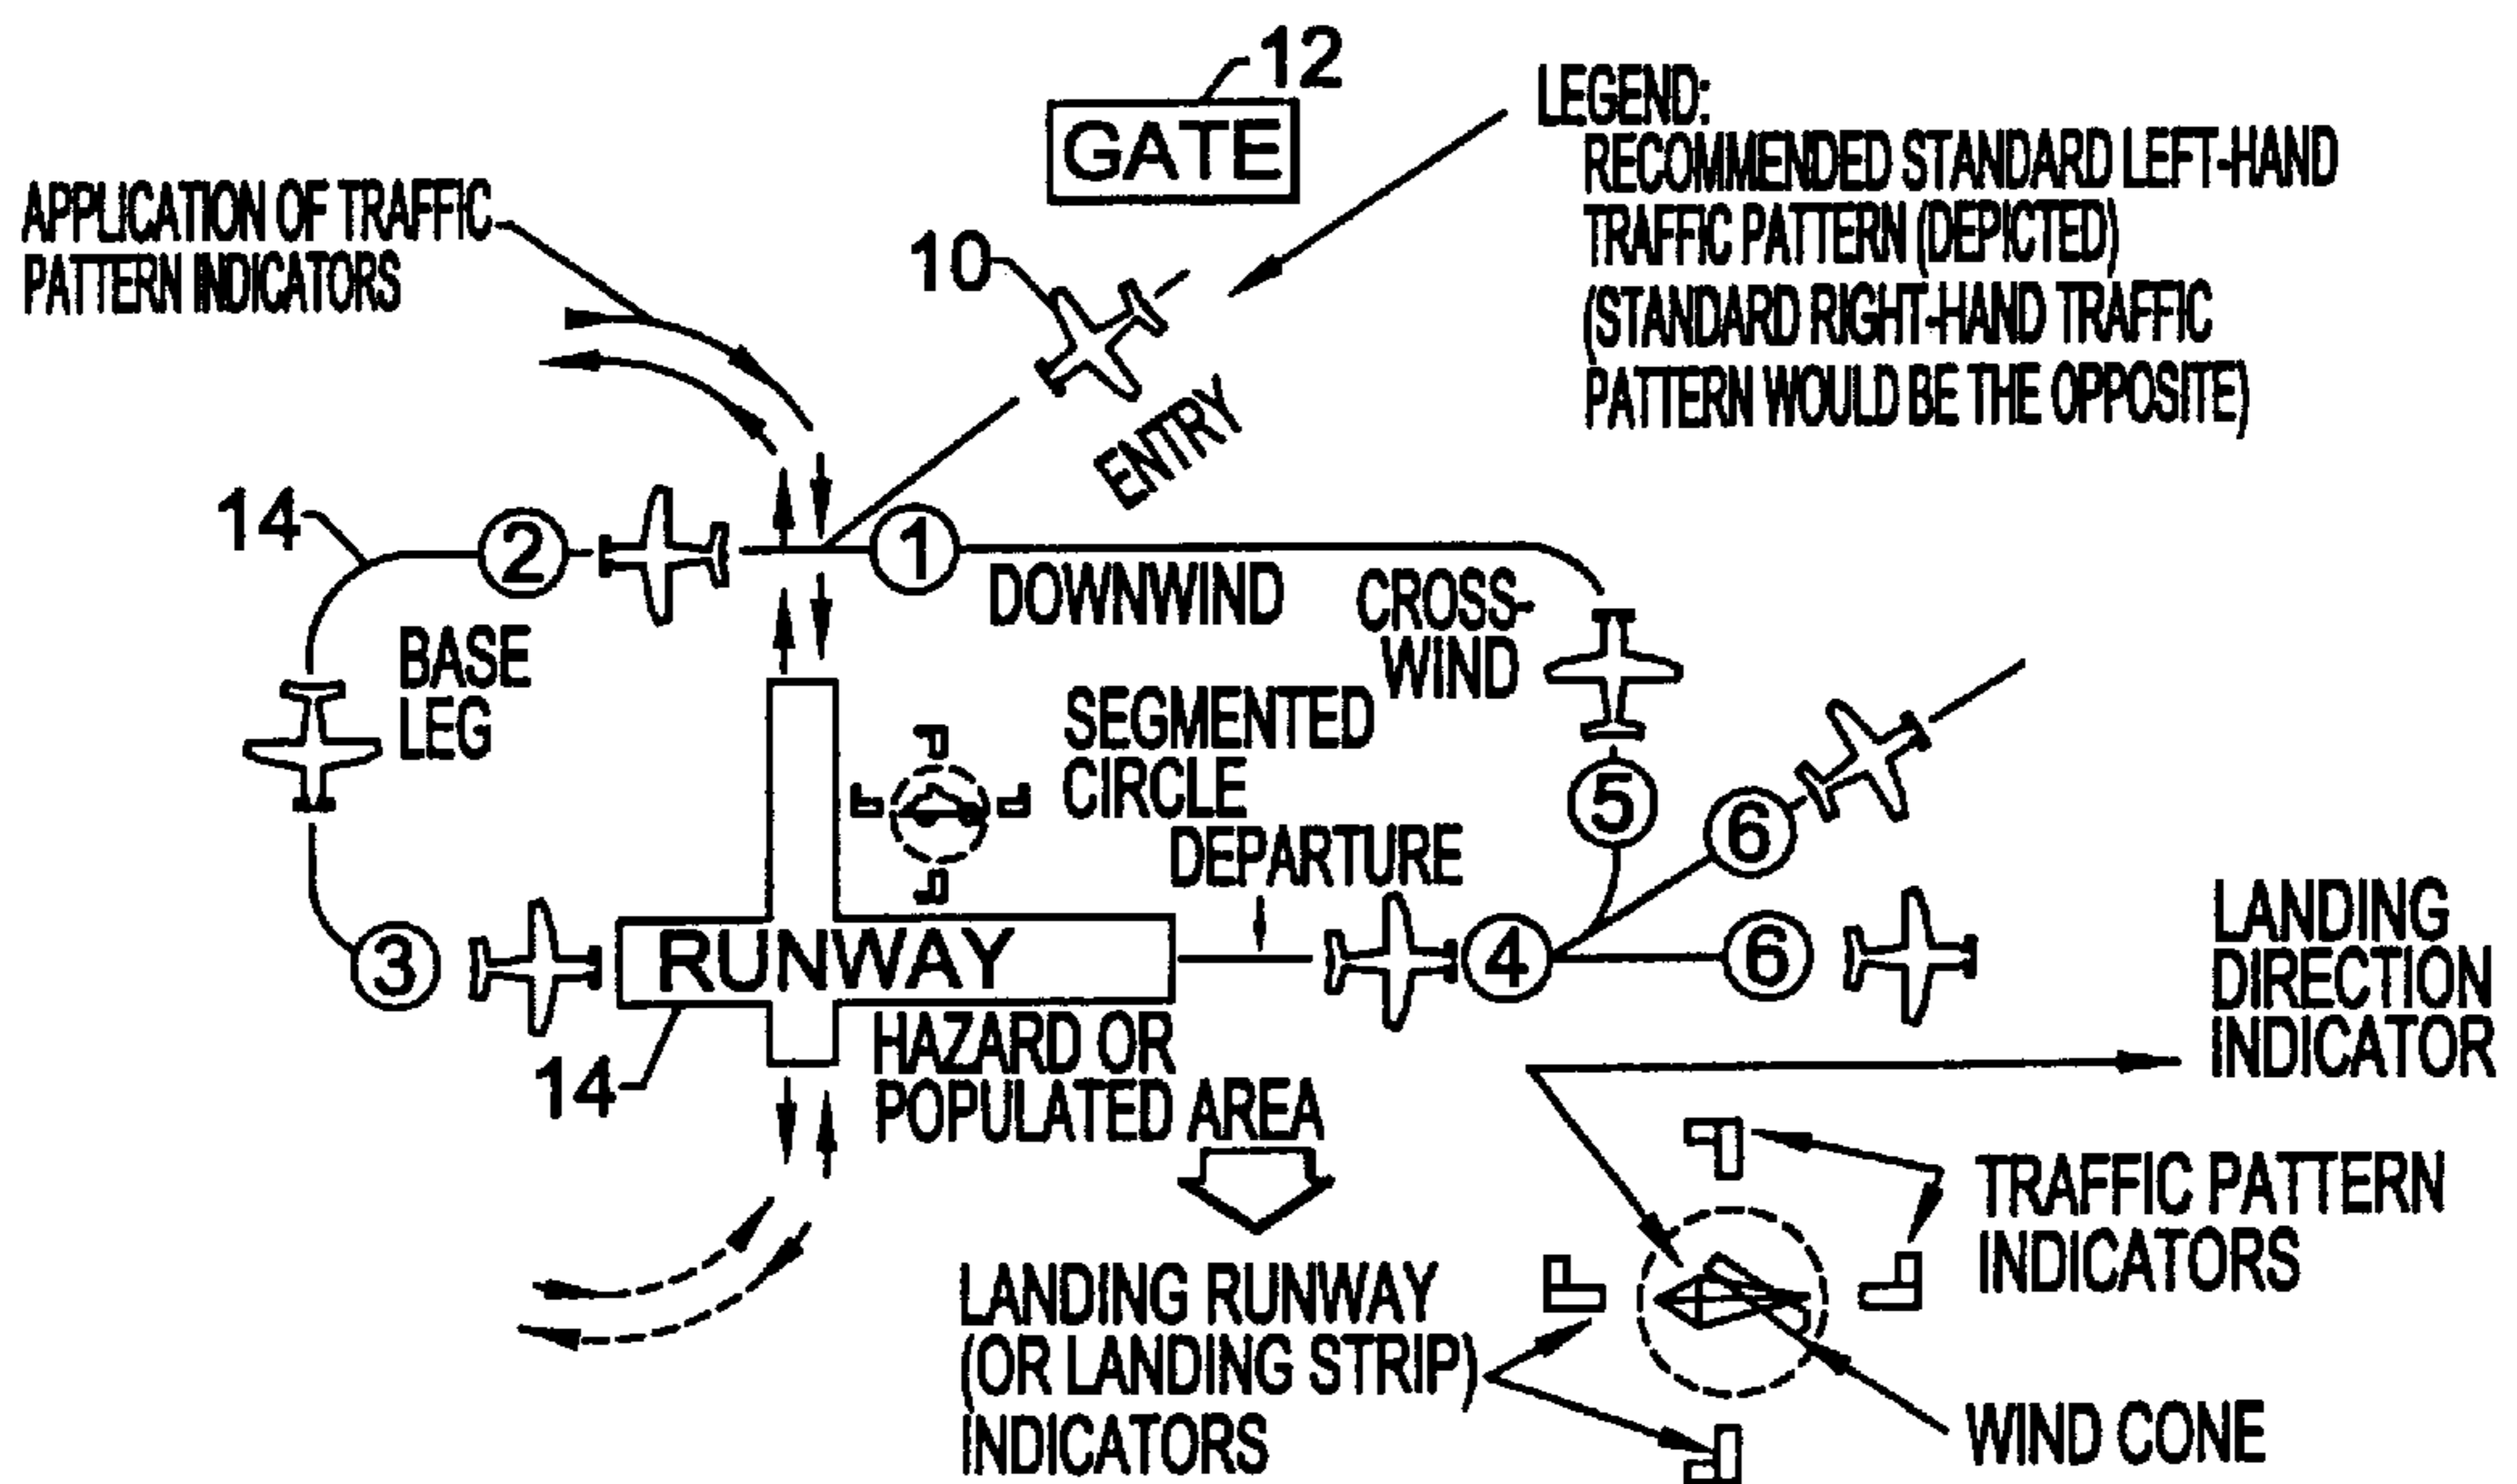 12
GATE
LEGEND:
RECOMMENDED STANDARD LEFT-HAND
TRAFFIC PATTERN (DEPICTED)
(STANDARD RIGHT-HAND TRAFFIC
PATTERN WOULD BE THE OPPOSITE)
APPLICATION OF TRAFFIC
PATTERN INDICATORS
10
ENTRY
14
2
1
DOWNWIND
CROSS-
WIND
BASE
LEG
SEGMENTED
CIRCLE
5
6
DEPARTURE
3
RUNWAY
4
6
LANDING
DIRECTION
INDICATOR
14
HAZARD OR
POPULATED AREA
TRAFFIC PATTERN
INDICATORS
LANDING RUNWAY
(OR LANDING STRIP)
INDICATORS
WIND CONE